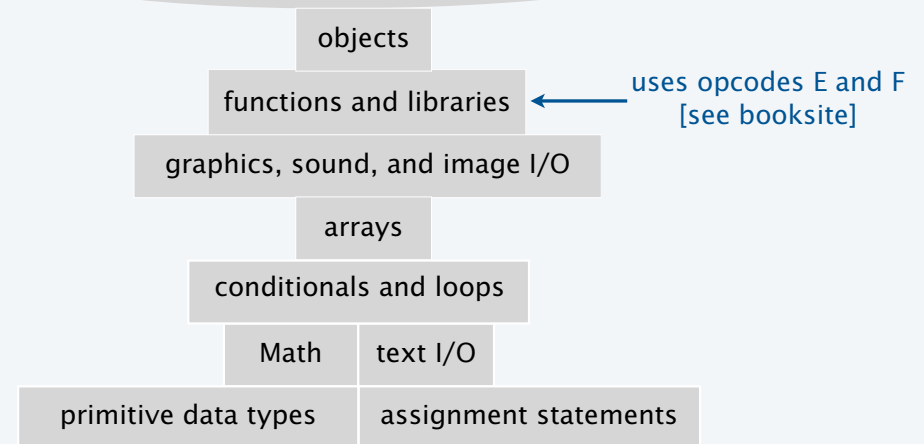 objects
functions and libraries
uses opcodes E and F
[see booksite]
graphics, sound, and image I/O
arrays
conditionals and loops
Math
text I/O
primitive data types
assignment statements